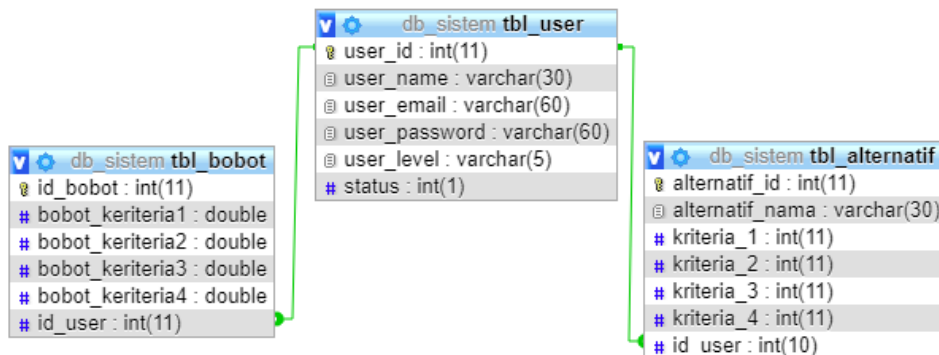 db_sistem tbl_user
user_id : int(11)
user_name : varchar(30)
user_email : varchar(60)
user_password : varchar(60)
user_level : varchar(5)
# status : int(1)
db_sistem tbl_bobot
id_bobot : int(11)
# bobot_keriteria1 : double
# bobot_keriteria2 : double
# bobot_keriteria3 : double
# bobot_keriteria4 : double
# id_user : int(11)
db_sistem tbl_alternatif
alternatif_id : int(11)
alternatif_nama : varchar(30)
# kriteria_1 : int(11)
# kriteria_2 : int(11)
# kriteria_3 : int(11)
# kriteria_4 : int(11)
# id_user : int(10)